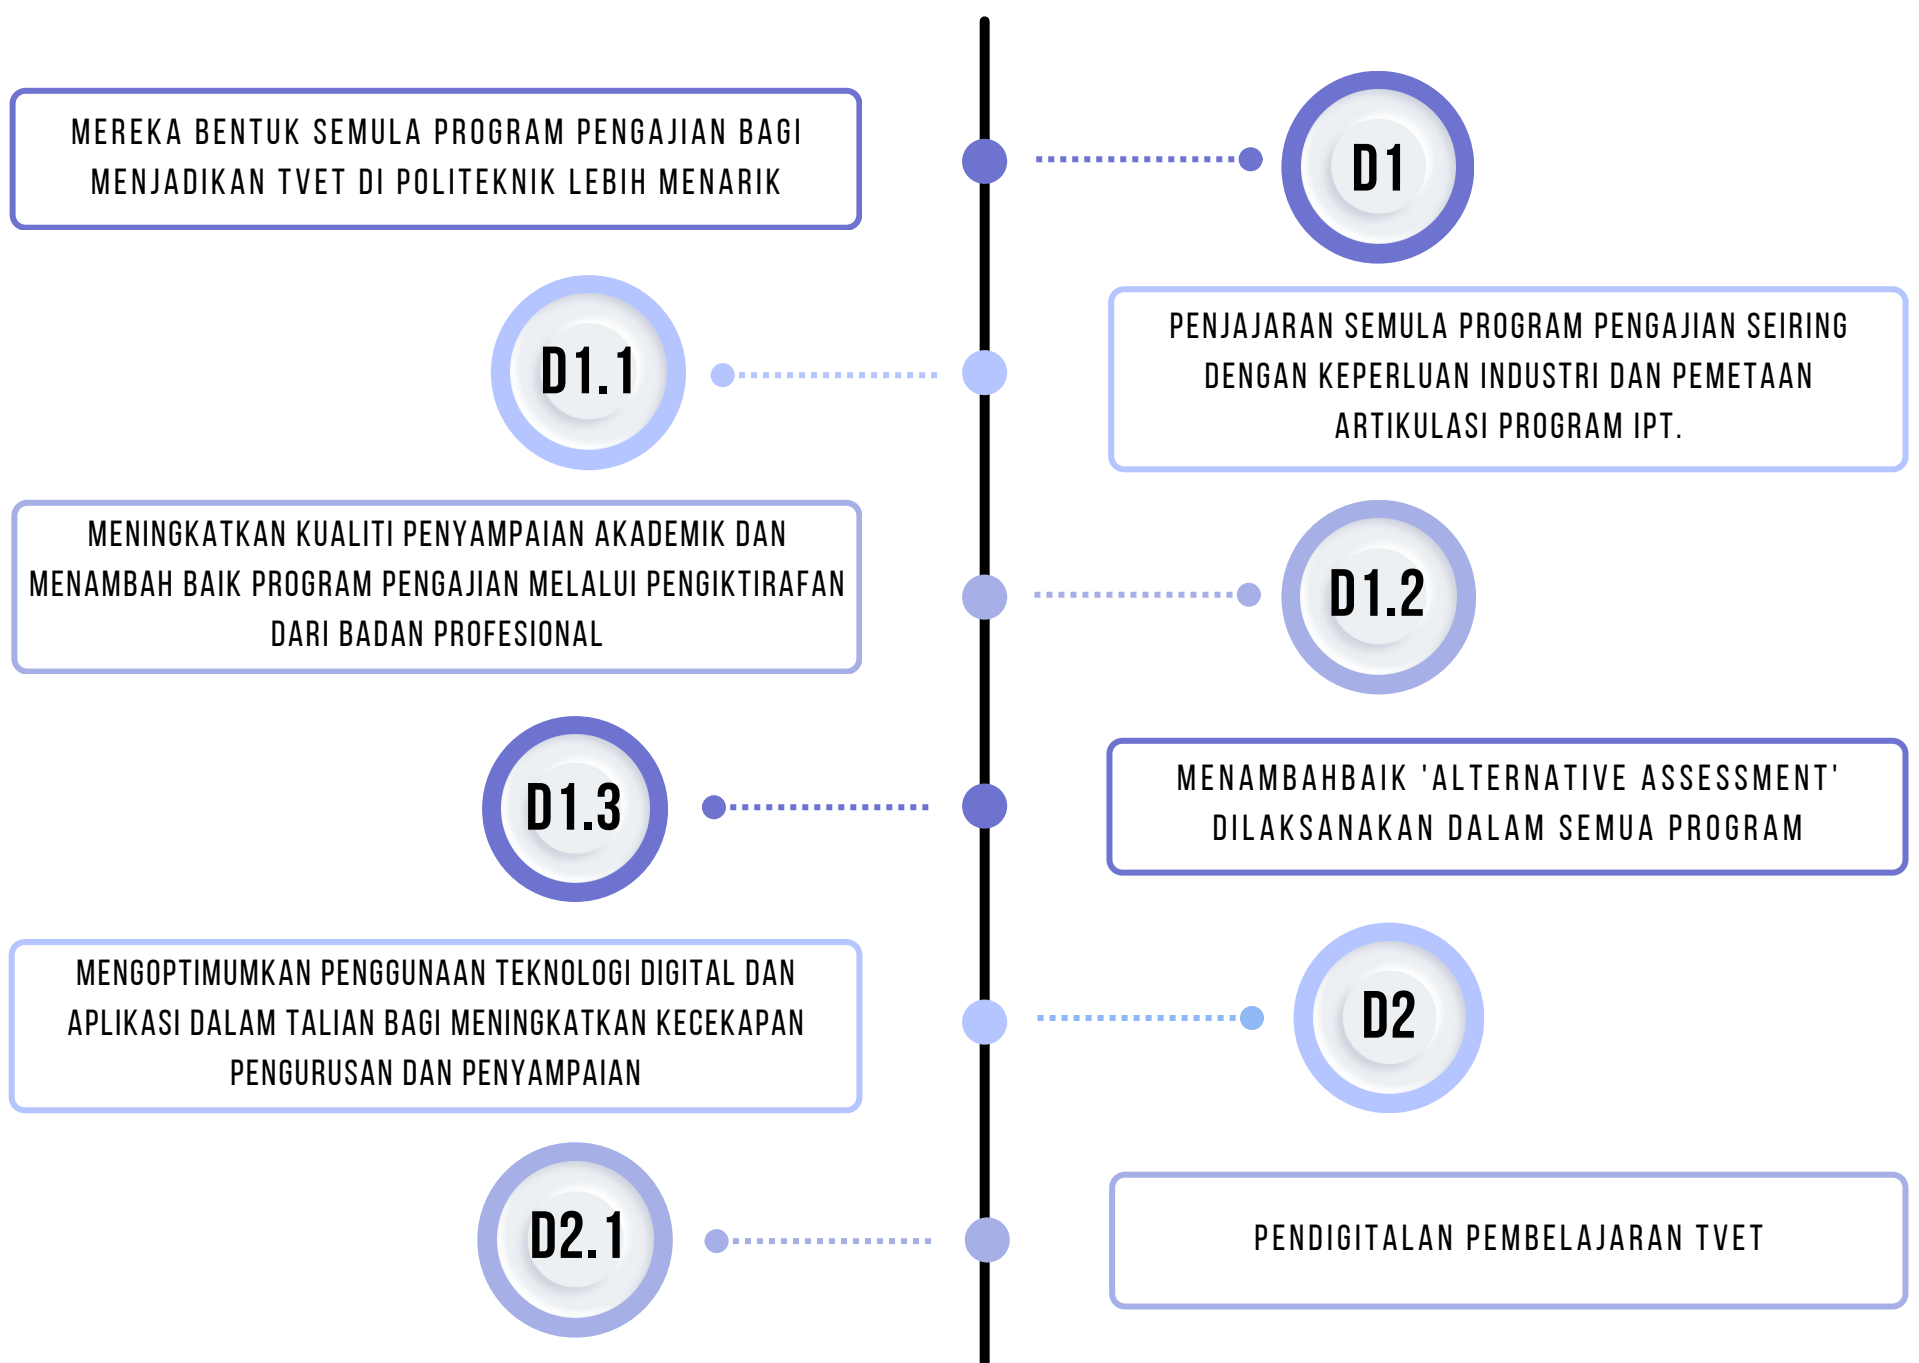 MEREKA BENTUK SEMULA PROGRAM PENGAJIAN BAGI
MENJADIKAN TVET DI POLITEKNIK LEBIH MENARIK
D1
D1.1
PENJAJARAN SEMULA PROGRAM PENGAJIAN SEIRING
DENGAN KEPERLUAN INDUSTRI DAN PEMETAAN
ARTIKULASI PROGRAM IPT.
MENINGKATKAN KUALITI PENYAMPAIAN AKADEMIK DAN
MENAMBAH BAIK PROGRAM PENGAJIAN MELALUI PENGIKTIRAFAN
DARI BADAN PROFESIONAL
D1.2
D1.3
MENAMBAHBAIK 'ALTERNATIVE ASSESSMENT'
DILAKSANAKAN DALAM SEMUA PROGRAM
MENGOPTIMUMKAN PENGGUNAAN TEKNOLOGI DIGITAL DAN
APLIKASI DALAM TALIAN BAGI MENINGKATKAN KECEKAPAN
PENGURUSAN DAN PENYAMPAIAN
D2
D2.1
PENDIGITALAN PEMBELAJARAN TVET